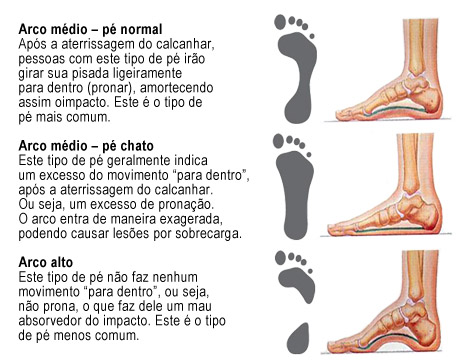 Arco médio – pé normal
Após a aterrissagem do calcanhar,
pessoas com este tipo de pé irão
girar sua pisada ligeiramente
para dentro (pronar), amortecendo
assim oimpacto. Este é o tipo de
pé mais comum.
Arco médio – pé chato
Este tipo de pé geralmente indica
um excesso do movimento “para dentro”,
após a aterrissagem do calcanhar.
Ou seja, um excesso de pronação.
O arco entra de maneira exagerada,
podendo causar lesões por sobrecarga.
Arco alto
Este tipo de pé não faz nenhum
movimento “para dentro”, ou seja,
não prona, o que faz dele um mau
absorvedor do impacto. Este é o tipo
de pé menos comum.